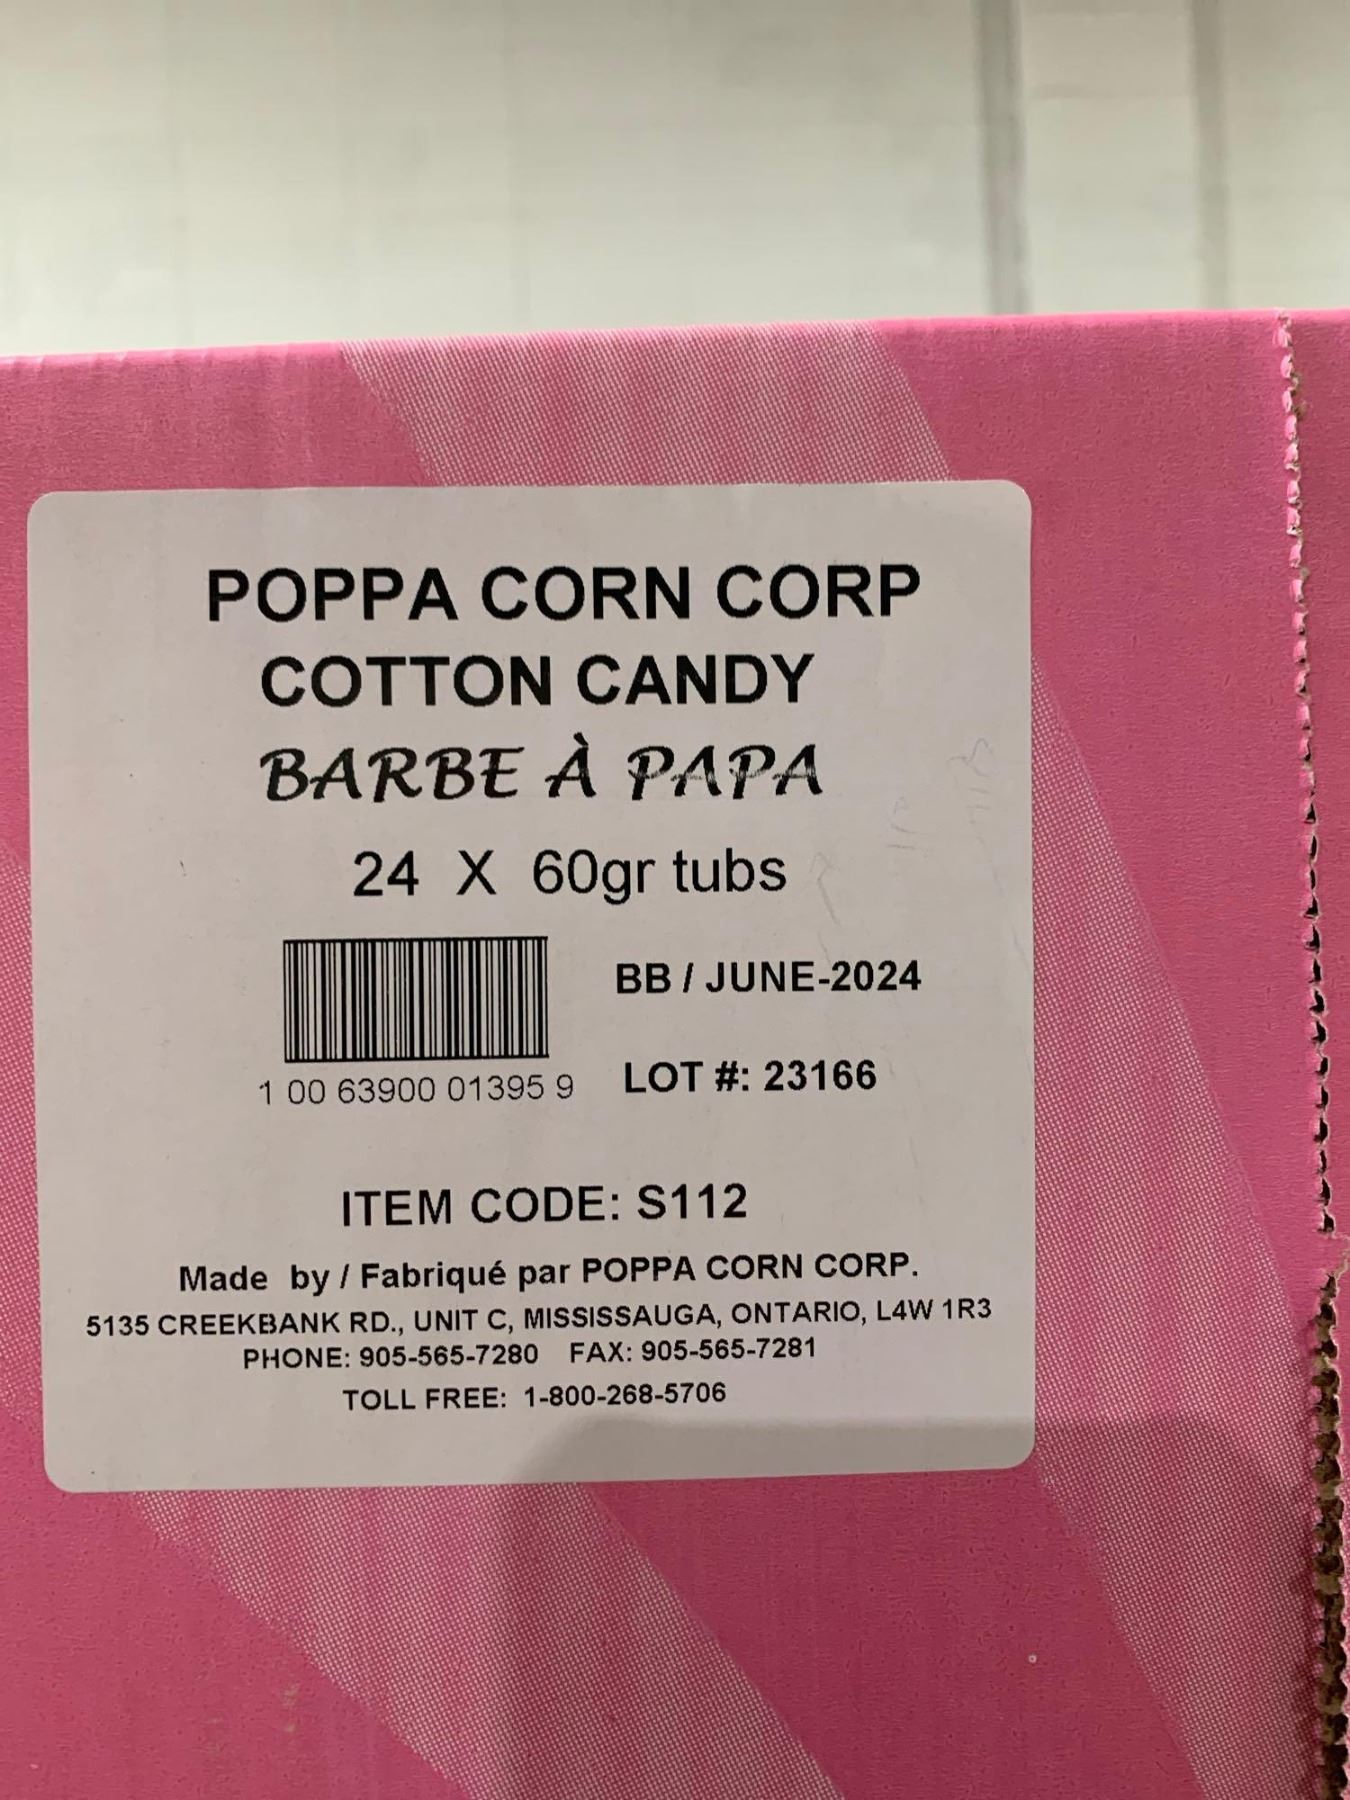 POPPA CORN CORP
COTTON CANDY
BARBE À PAPA
24 X 60gr tubs
BB / JUNE-2024
1 00 63900 01395 9
LOT #: 23166
ITEM CODE: S112
Made by / Fabriqué par POPPA CORN CORP.
5135 CREEKBANK RD., UNIT C, MISSISSAUGA, ONTARIO, L4W 1R3
PHONE: 905-565-7280 FAX: 905-565-7281
TOLL FREE: 1-800-268-5706